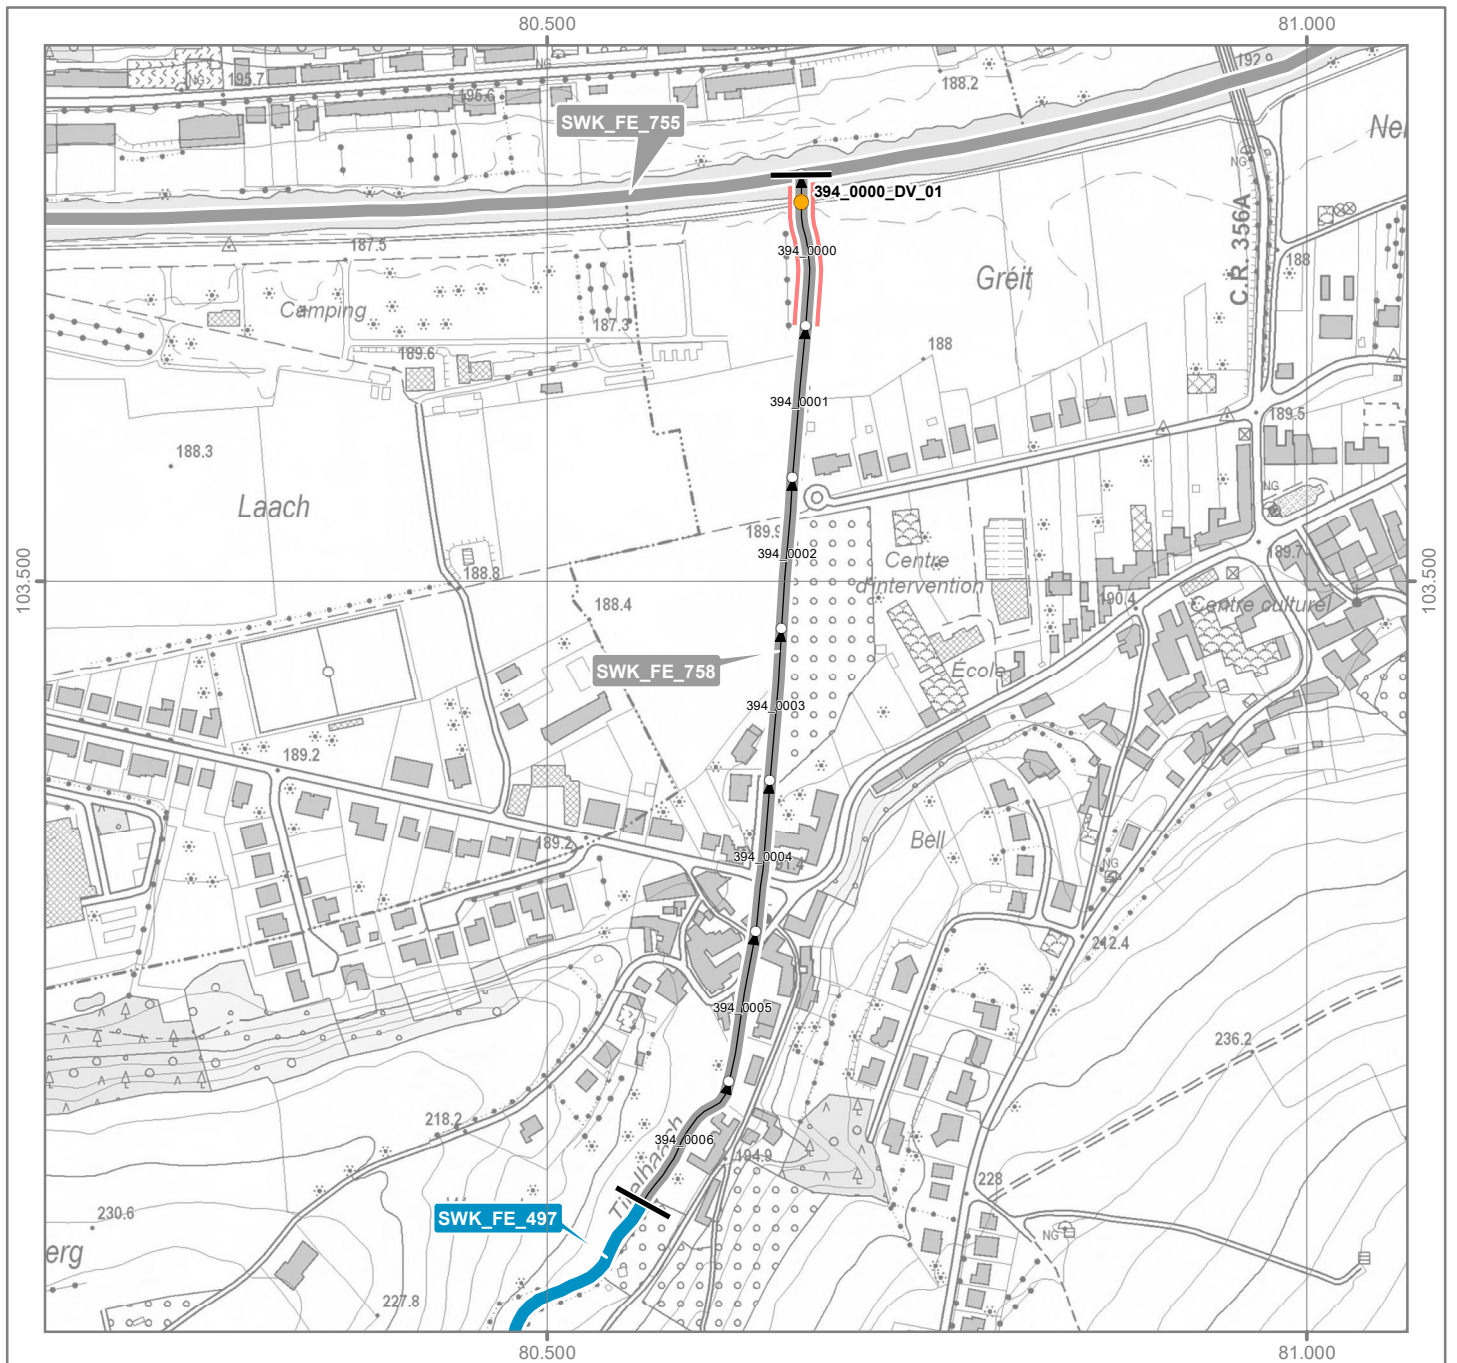 80.500
81.000
195.7
NG
NG
195.6
188.2
192.9
SWK_FE_755
Nei
NG
394_0000_DV_01
187.5
394_0000
Gréit
C.R. 356A
188
Camping
187.3
189.6
188
394_0001
189.5
188.3
NG
Laach
189.9
394_0002
Centre
d'intervention
189.7
103.500
103.500
188.8
188.4
190.4
Centre culturel
SWK_FE_758
École
394_0003
189.2
189.2
394_0004
Bell
NG
212.4
394_0005
236.2
218.2
394_0006
194.9
228
SWK_FE_497
230.6
NG
erg
227.8
80.500
81.000